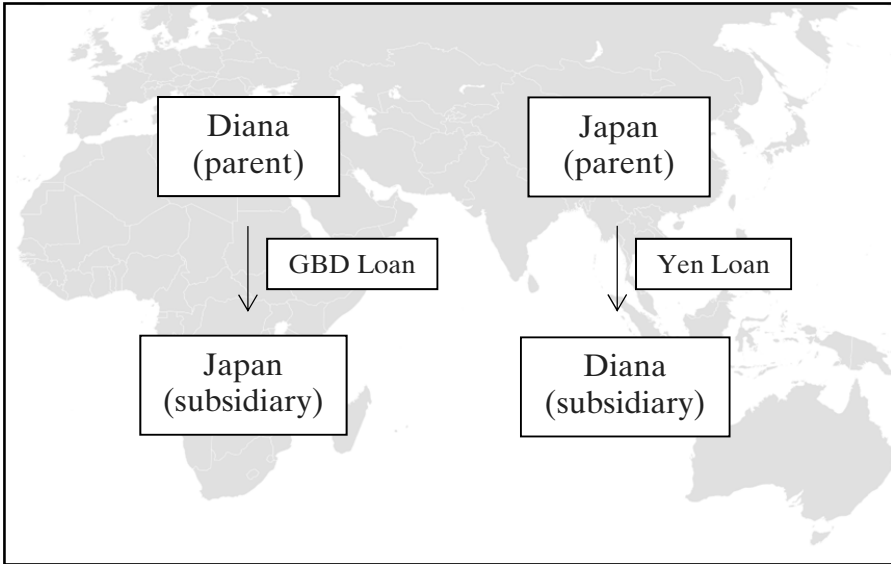 Diana
(parent)
Japan
(parent)
GBD Loan
Yen Loan
Japan
(subsidiary)
Diana
(subsidiary)